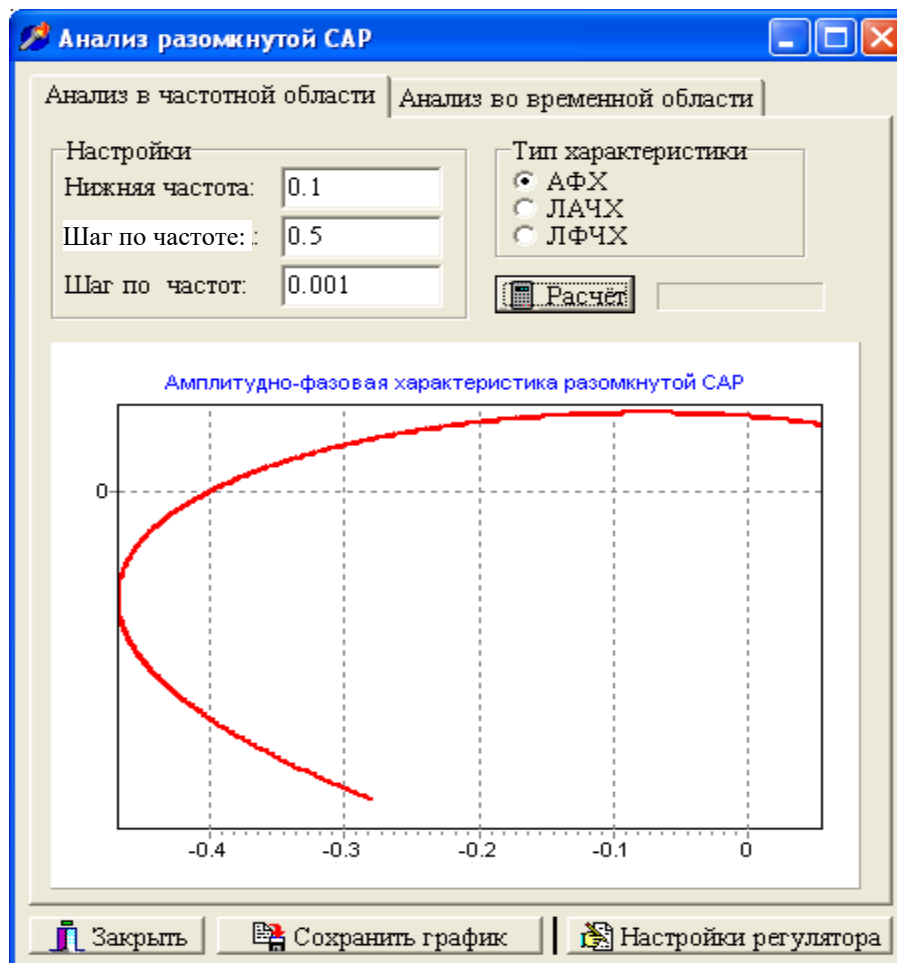 Анализ разомкнутой САР
Анализ в частотной области Анализ во временной области
Настройки
Нижняя частота: 0.1
Шаг по частоте: : 0.5
Шаг по частот: 0.001
Тип характеристики
АФХ
ЛАЧХ
ЛФЧХ
Расчёт
Амплитудно-фазовая характеристика разомкнутой САР
0
-0.4 -0.3 -0.2 -0.1 0
Закрыть Сохранить график Настройки регулятора